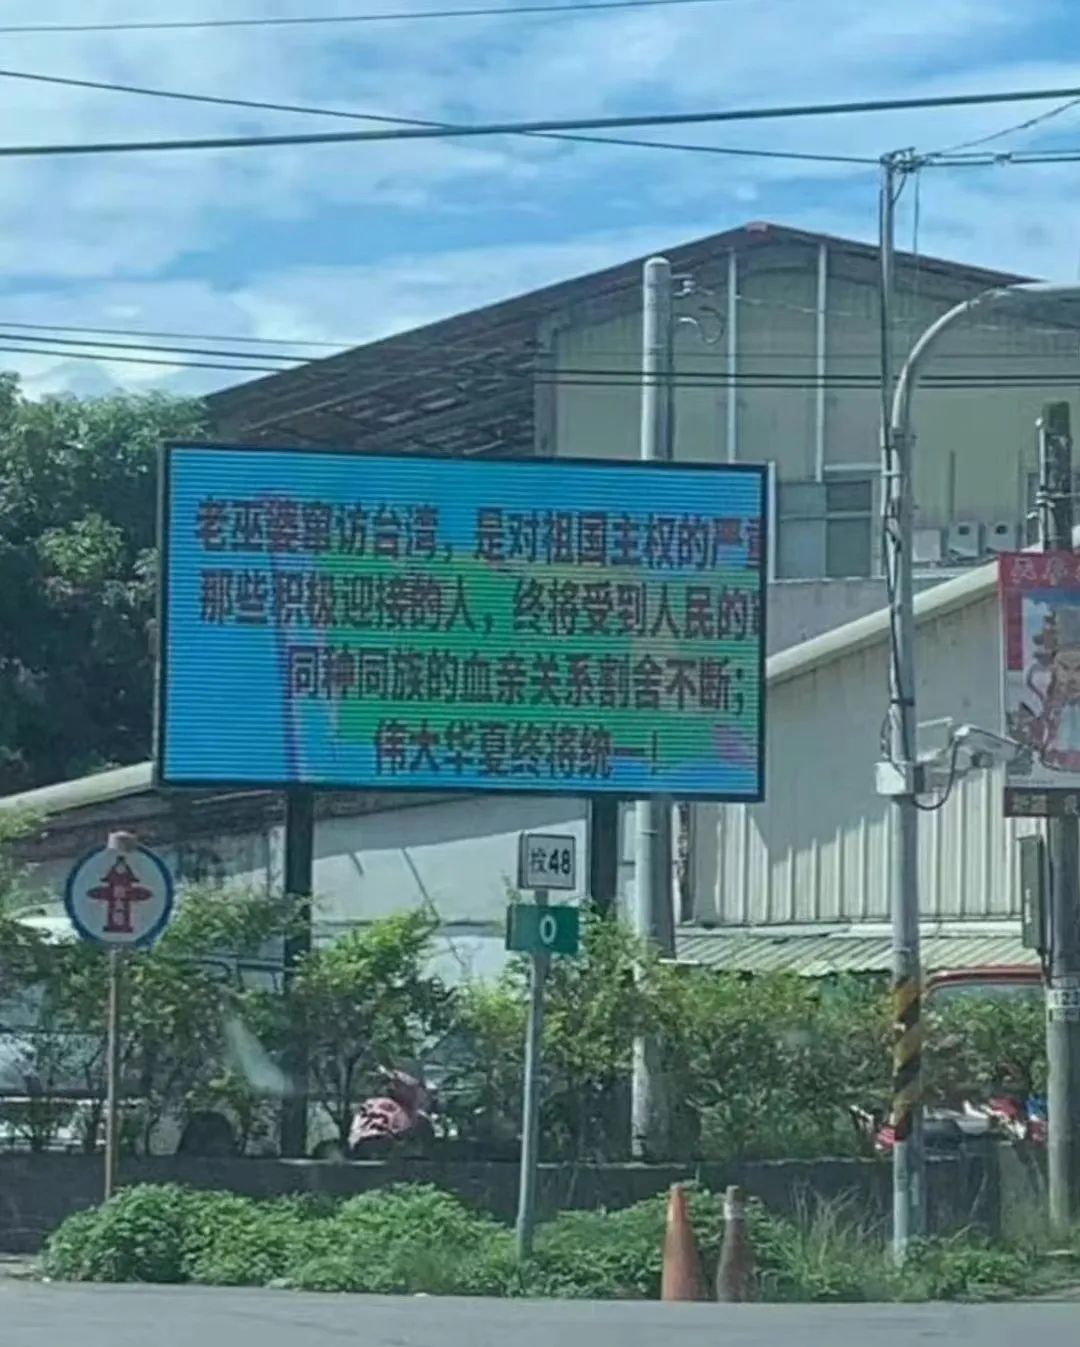 老巫婆窜访台湾，是对祖国主权的严重
那些积极迎接的人，终将受到人民的
同种同族的血亲关系割舍不断；
伟大华夏终将统一！
投48
0